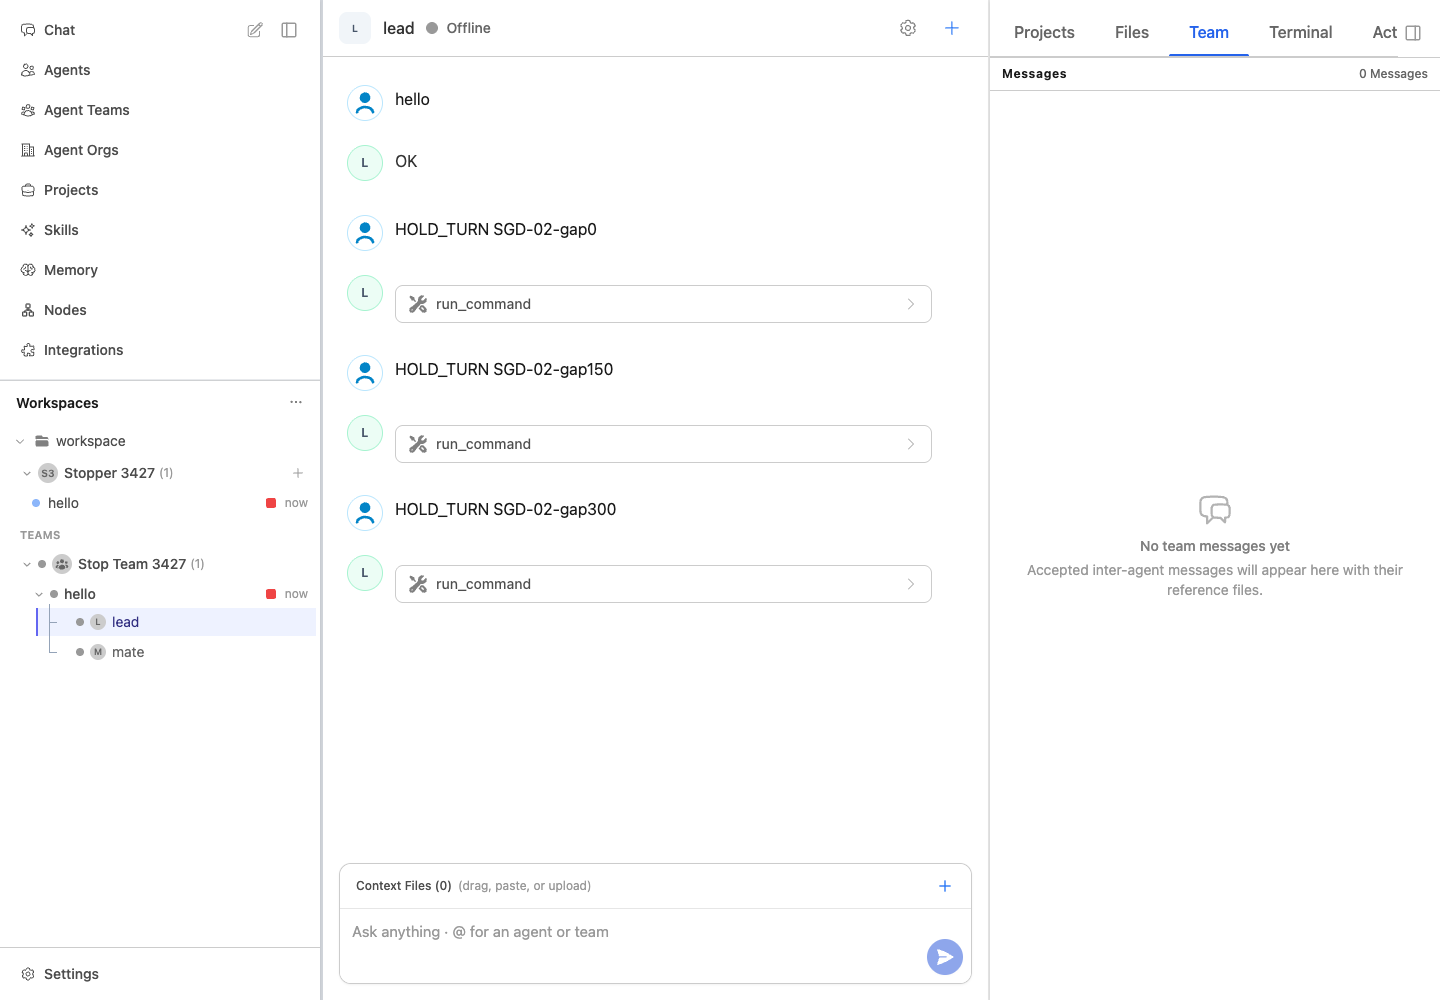 Chat
Agents
Agent Teams
Agent Orgs
Projects
Skills
Memory
Nodes
Integrations
Workspaces
workspace
S3 Stopper 3427 (1)
hello now
TEAMS
Stop Team 3427 (1)
hello now
L lead
M mate
Settings
L lead Offline
hello
L OK
HOLD_TURN SGD-02-gap0
L run_command
HOLD_TURN SGD-02-gap150
L run_command
HOLD_TURN SGD-02-gap300
L run_command
Context Files (0) (drag, paste, or upload)
Ask anything · @ for an agent or team
Projects Files Team Terminal Act
Messages 0 Messages
No team messages yet
Accepted inter-agent messages will appear here with their
reference files.